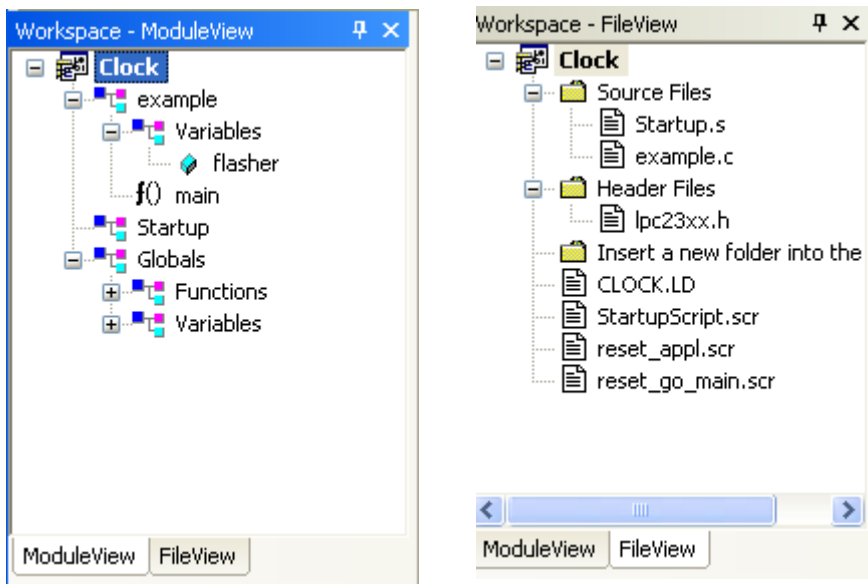 Workspace - ModuleView
Clock
example
Variables
flasher
f() main
Startup
Globals
Functions
Variables
ModuleView
FileView
Workspace - FileView
Clock
Source Files
Startup.s
example.c
Header Files
lpc23xx.h
Insert a new folder into the
CLOCK.LD
StartupScript.scr
reset_appl.scr
reset_go_main.scr
ModuleView
FileView